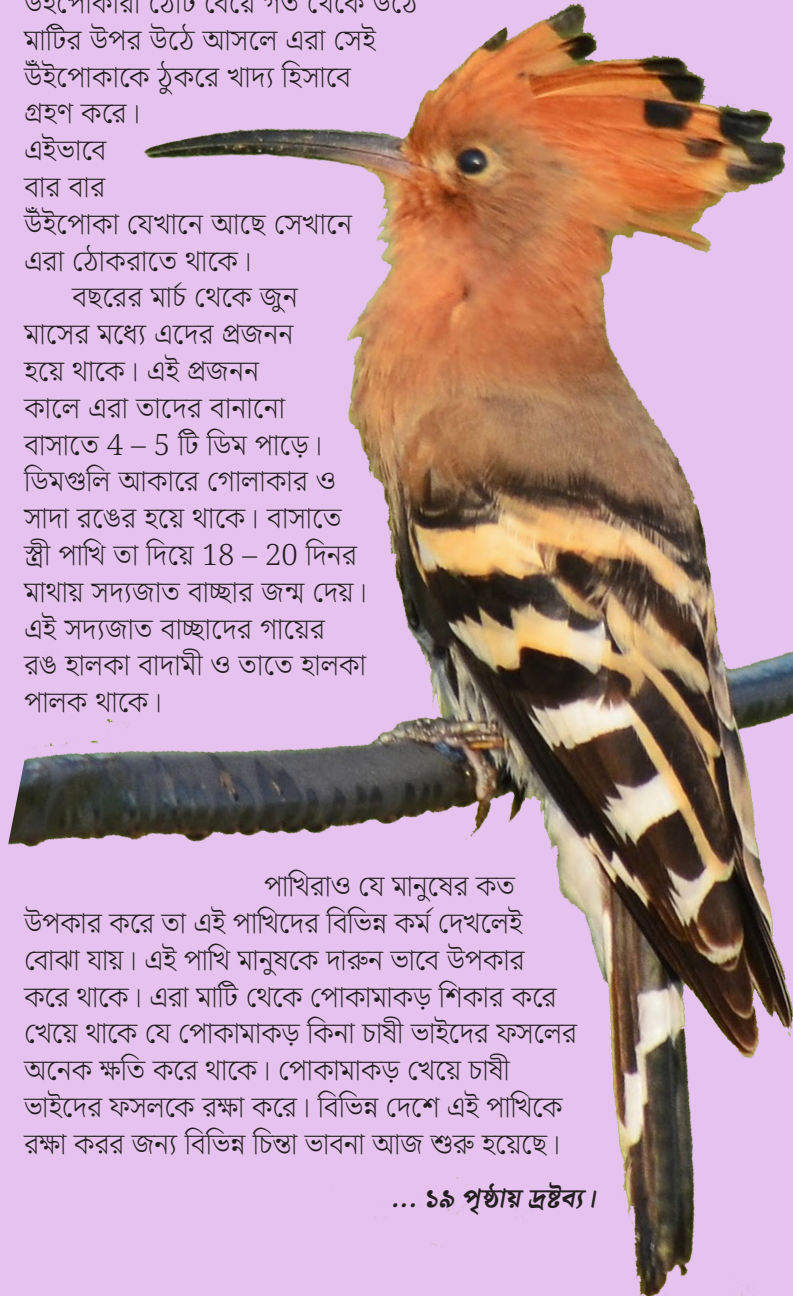 উইপোকারা ঠোঁট বেয়ে গর্ত থেকে উঠে
মাটির উপর উঠে আসলে এরা সেই
উঁইপোকাকে ঠুকরে খাদ্য হিসাবে
গ্রহণ করে।
এইভাবে
বার বার
উঁইপোকা যেখানে আছে সেখানে
এরা ঠোকরাতে থাকে।
বছরের মার্চ থেকে জুন
মাসের মধ্যে এদের প্রজনন
হয়ে থাকে। এই প্রজনন
কালে এরা তাদের বানানো
বাসাতে 4 – 5 টি ডিম পাড়ে।
ডিমগুলি আকারে গোলাকার ও
সাদা রঙের হয়ে থাকে। বাসাতে
স্ত্রী পাখি তা দিয়ে 18 – 20 দিনর
মাথায় সদ্যজাত বাচ্ছার জন্ম দেয়।
এই সদ্যজাত বাচ্ছাদের গায়ের
রঙ হালকা বাদামী ও তাতে হালকা
পালক থাকে।
পাখিরাও যে মানুষের কত
উপকার করে তা এই পাখিদের বিভিন্ন কর্ম দেখলেই
বোঝা যায়। এই পাখি মানুষকে দারুন ভাবে উপকার
করে থাকে। এরা মাটি থেকে পোকামাকড় শিকার করে
খেয়ে থাকে যে পোকামাকড় কিনা চাষী ভাইদের ফসলের
অনেক ক্ষতি করে থাকে। পোকামাকড় খেয়ে চাষী
ভাইদের ফসলকে রক্ষা করে। বিভিন্ন দেশে এই পাখিকে
রক্ষা করর জন্য বিভিন্ন চিন্তা ভাবনা আজ শুরু হয়েছে।
... ১৯ পৃষ্ঠায় দ্রষ্টব্য।